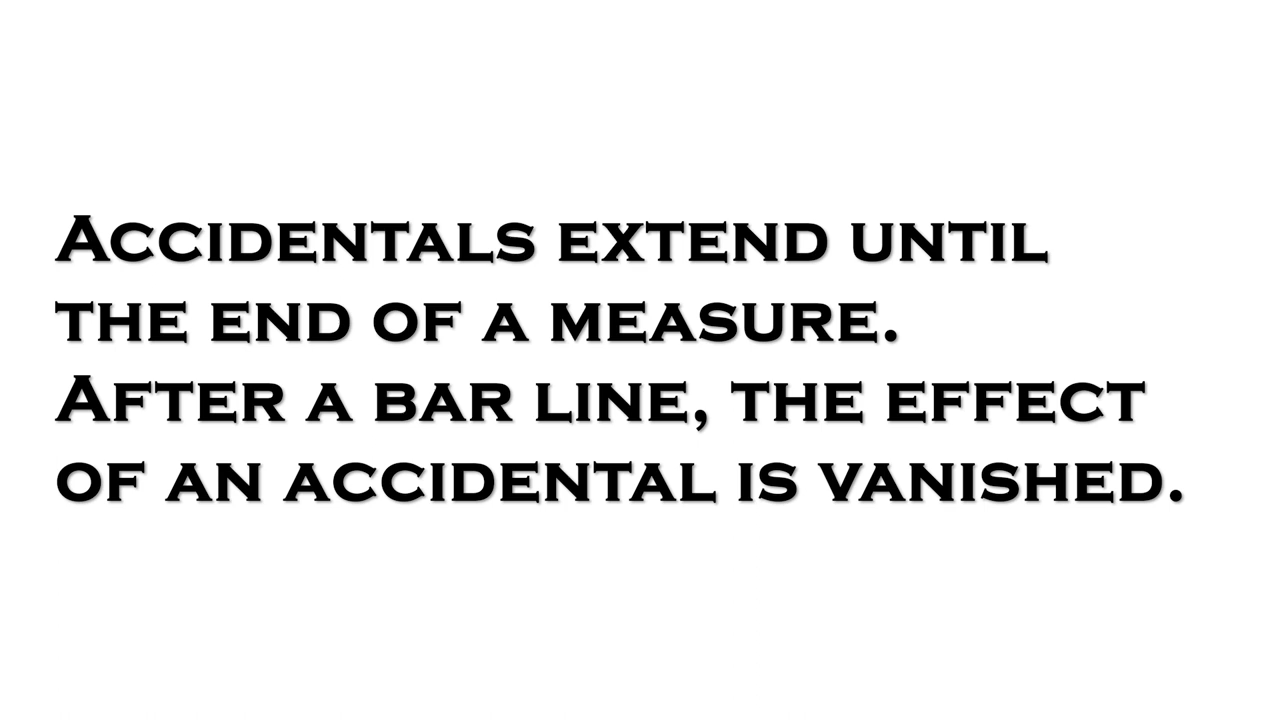 Accidentals extend until
the end of a measure.
After a bar line, the effect
of an accidental is vanished.